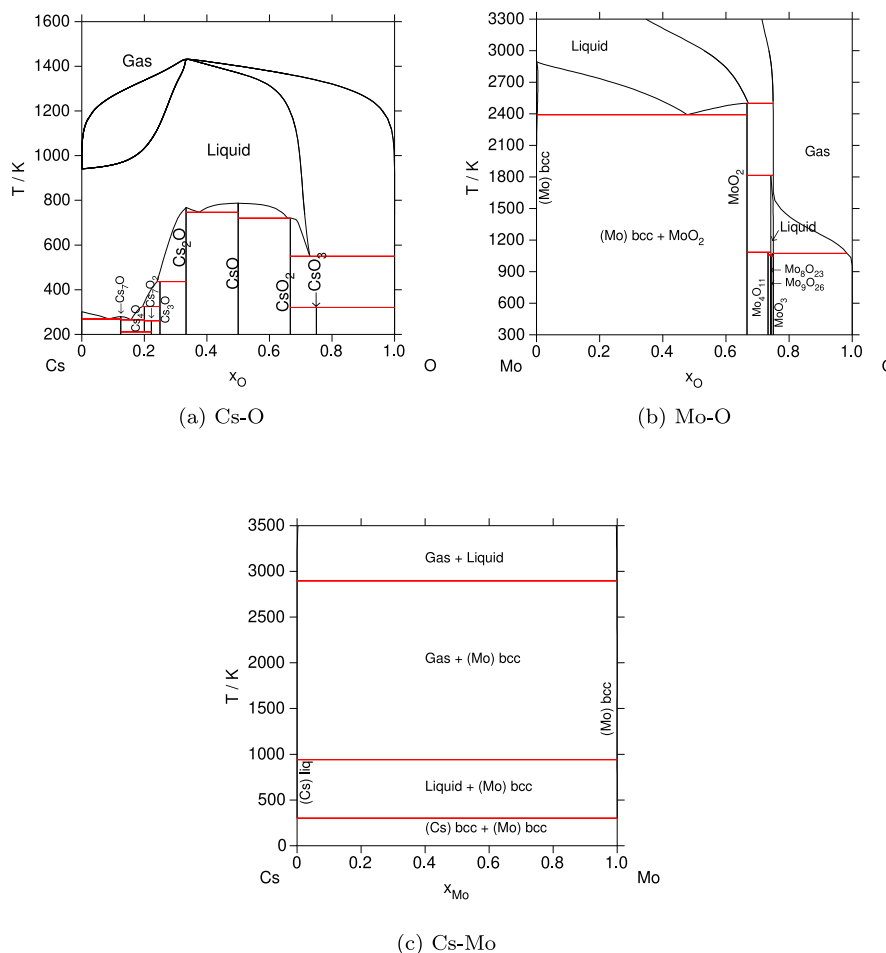 1600
1400
1200
1000
800
600
400
200
T / K
Gas
Liquid
Cs₇O
Cs₄O
Cs₇O₂
Cs₃O
Cs₂O
CsO
CsO₂
CsO₃
0
0.2
0.4
0.6
0.8
1.0
Cs
x_O
O
(a) Cs-O
3300
3000
2700
2400
2100
1800
1500
1200
900
600
300
T / K
Liquid
(Mo) bcc
(Mo) bcc + MoO₂
MoO₂
Gas
Liquid
Mo₈O₂₃
Mo₉O₂₆
Mo₄O₁₁
MoO₃
0
0.2
0.4
0.6
0.8
1.0
Mo
x_O
(b) Mo-O
3500
3000
2500
2000
1500
1000
500
0
T / K
Gas + Liquid
Gas + (Mo) bcc
(Mo) bcc
(Cs) liq
Liquid + (Mo) bcc
(Cs) bcc + (Mo) bcc
0
0.2
0.4
0.6
0.8
1.0
Cs
x_Mo
Mo
(c) Cs-Mo